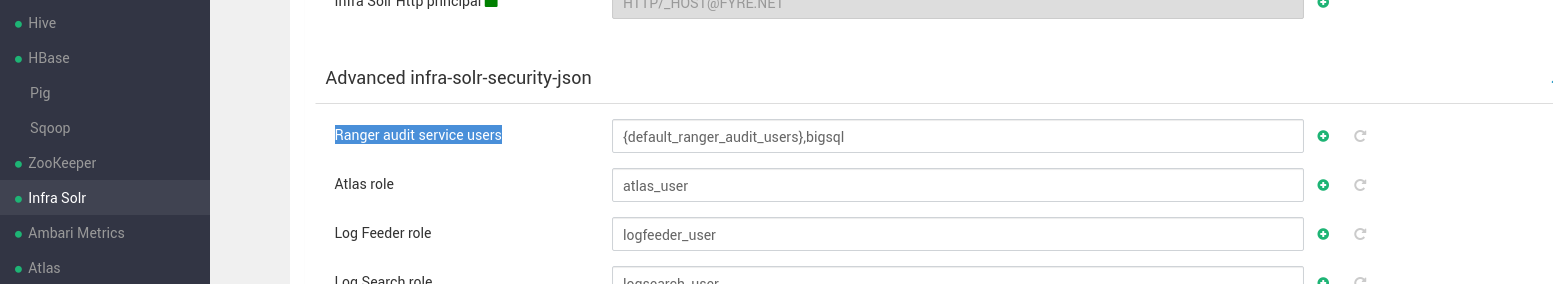 Hive
HBase
Pig
Sqoop
ZooKeeper
Infra Solr
Ambari Metrics
Atlas
Infra Solr Http principal
HTTP/_HOST@FYRE.NET
Advanced infra-solr-security-json
Ranger audit service users
{default_ranger_audit_users},bigsql
Atlas role
atlas_user
Log Feeder role
logfeeder_user
Log Search role
logsearch_user